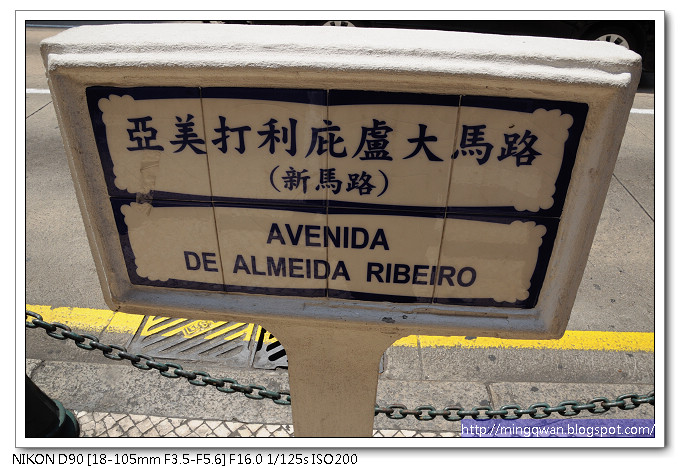 亞美打利庇盧大馬路
(新馬路)
AVENIDA
DE ALMEIDA RIBEIRO
http://mingqwan.blogspot.com/
NIKON D90 [18-105mm F3.5-F5.6] F16.0 1/125s ISO200